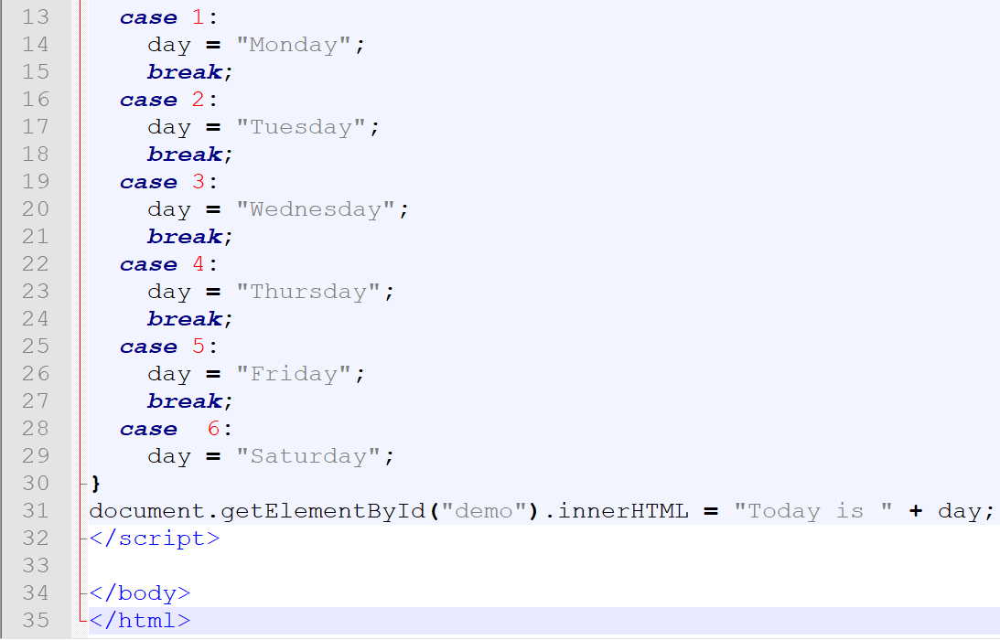 13 case 1:
14 day = "Monday";
15 break;
16 case 2:
17 day = "Tuesday";
18 break;
19 case 3:
20 day = "Wednesday";
21 break;
22 case 4:
23 day = "Thursday";
24 break;
25 case 5:
26 day = "Friday";
27 break;
28 case  6:
29 day = "Saturday";
30 }
31 document.getElementById("demo").innerHTML = "Today is " + day;
32 </script>
33
34 </body>
35 </html>